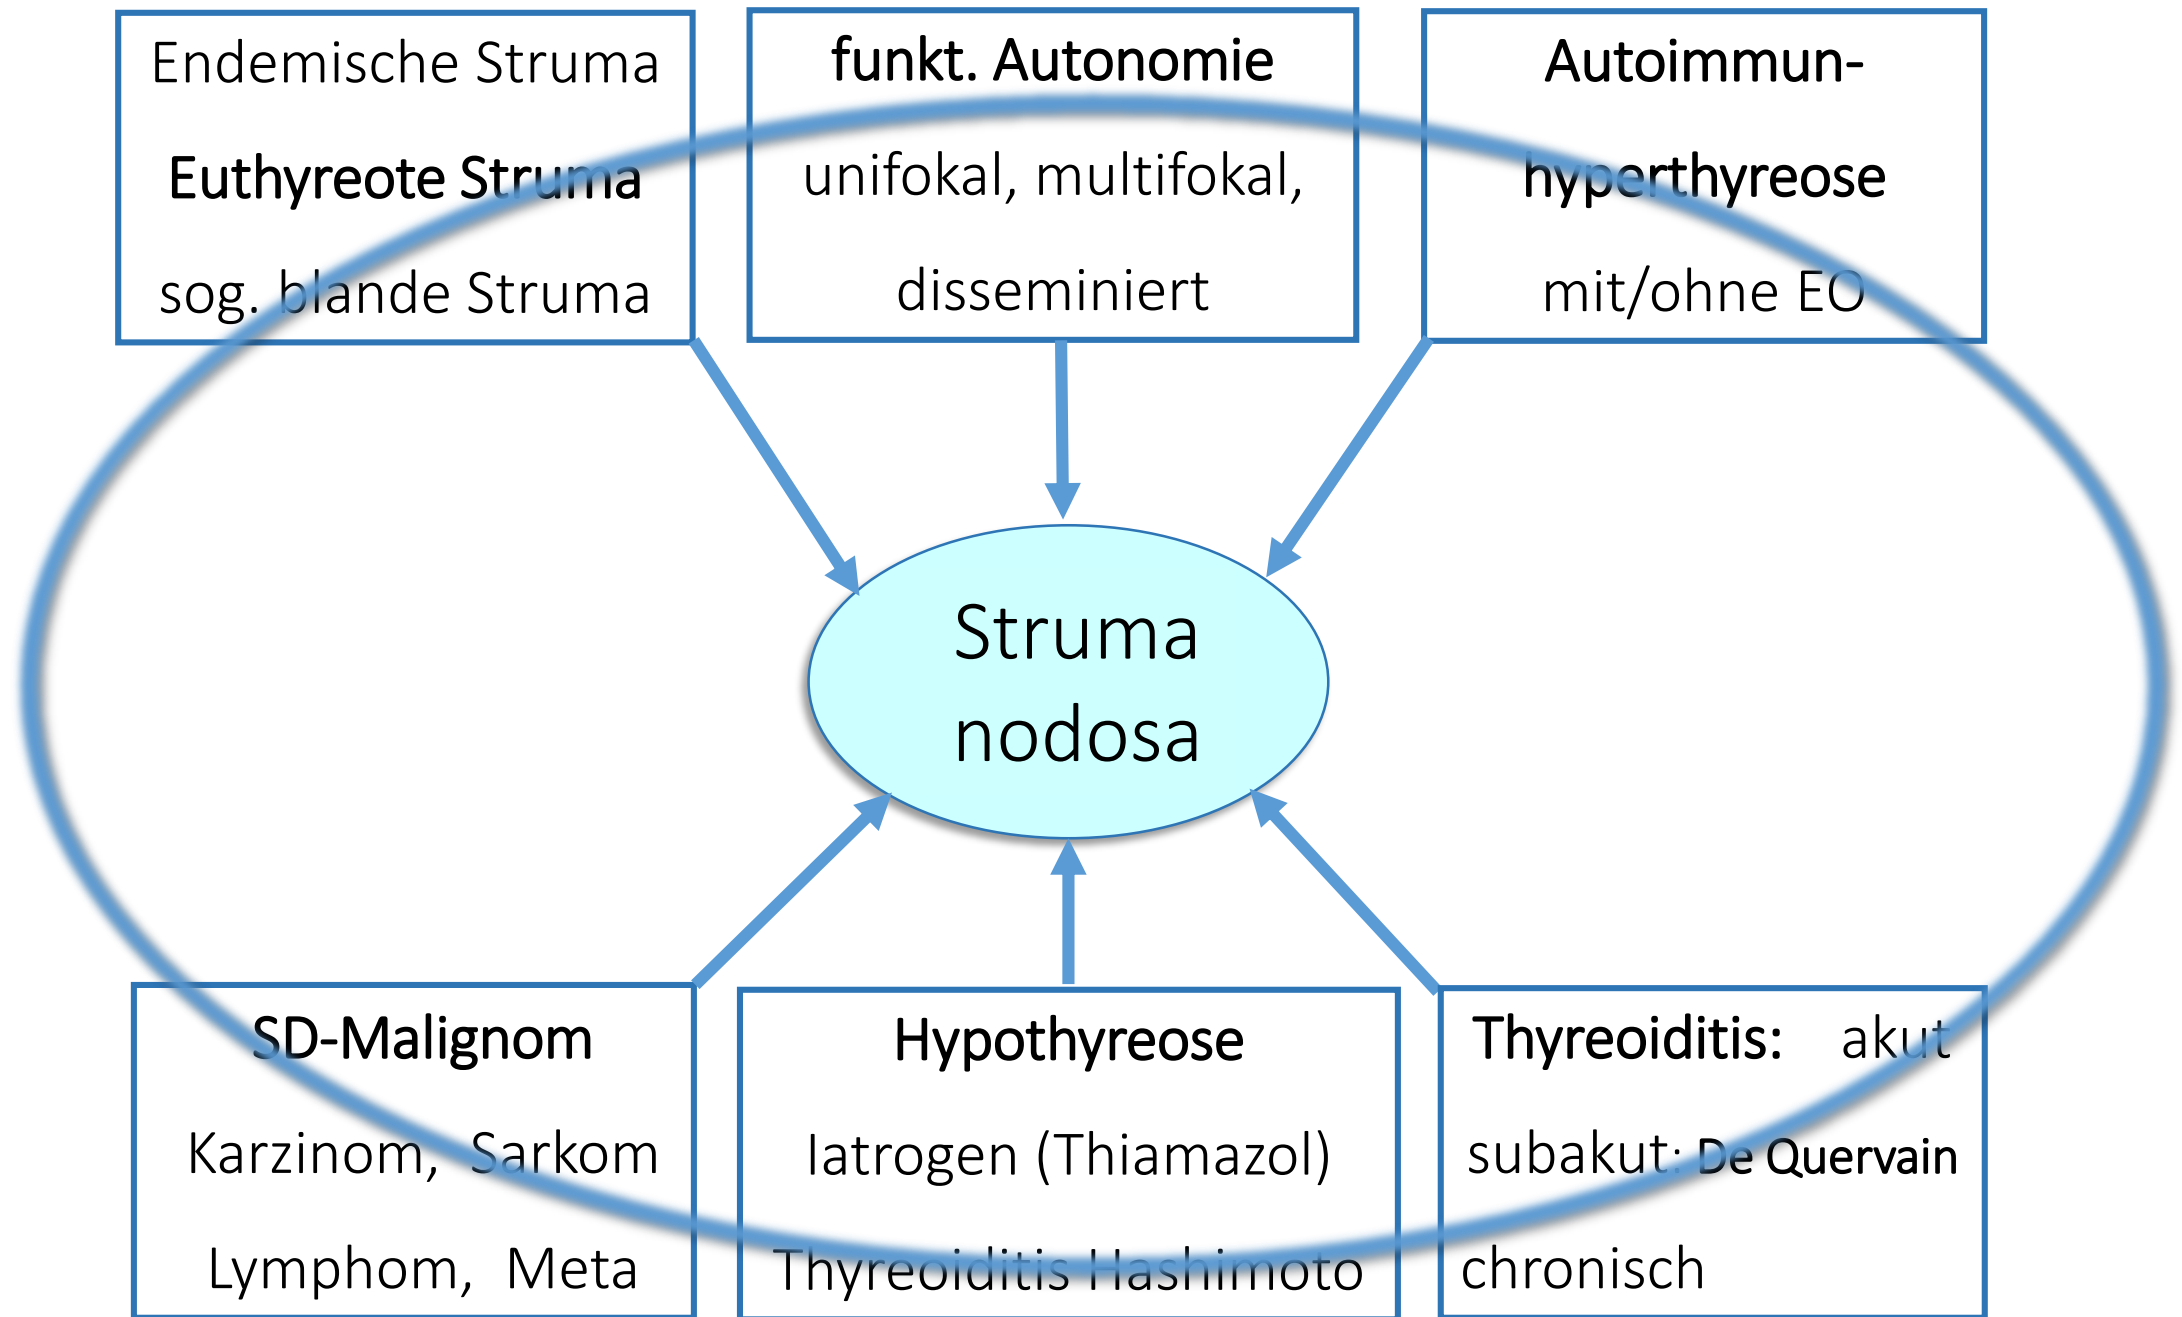 Endemische Struma
Euthyreote Struma
sog. blande Struma
funkt. Autonomie
unifokal, multifokal,
disseminiert
Autoimmun-
hyperthyreose
mit/ohne EO
Struma
nodosa
SD-Malignom
Karzinom, Sarkom
Lymphom, Meta
Hypothyreose
Iatrogen (Thiamazol)
Thyreoiditis Hashimoto
Thyreoiditis: akut
subakut: De Quervain
chronisch